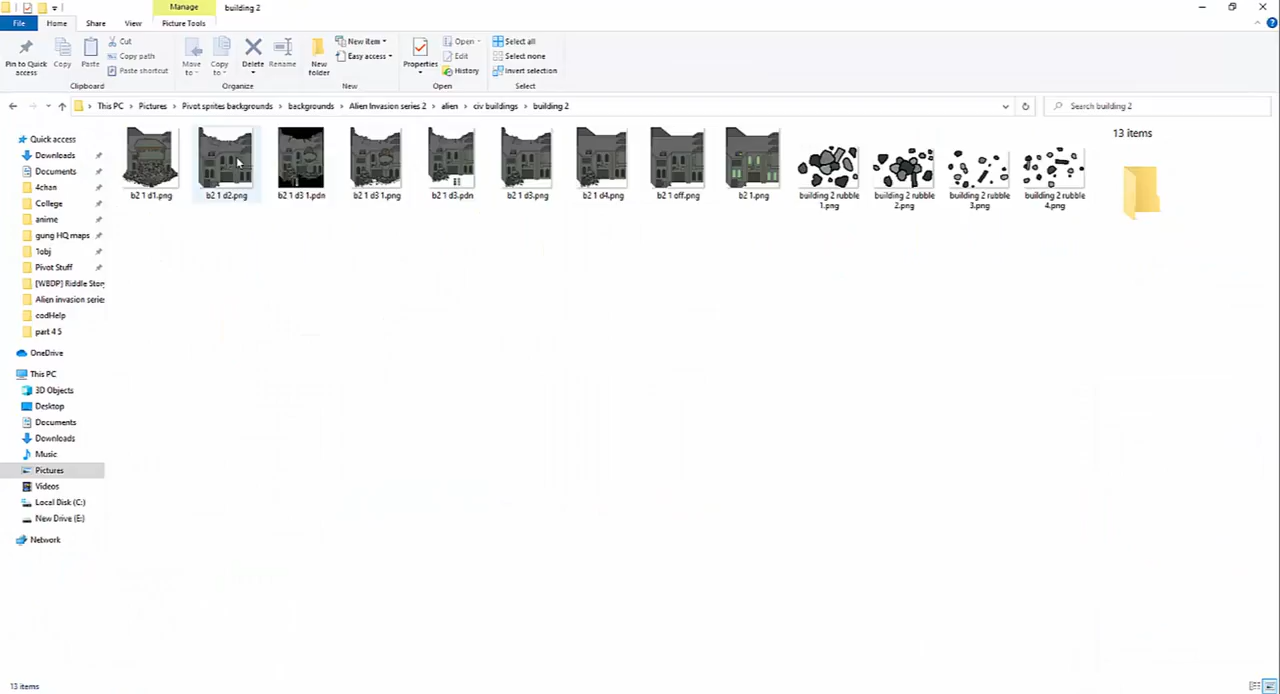 Manage
building 2
File
Home
Share
View
Picture Tools
Pin to Quick access
Copy
Paste
Cut
Copy path
Paste shortcut
Clipboard
Move to
Copy to
Delete
Rename
Organize
New folder
New item
Easy access
New
Properties
Open
Edit
History
Open
Select all
Select none
Invert selection
Select
This PC > Pictures > Pivot sprites backgrounds > backgrounds > Alien Invasion series 2 > alien > civ buildings > building 2
Search building 2
Quick access
Downloads
Documents
4chan
College
anime
gung HQ maps
1obj
Pivot Stuff
[WBDP] Riddle Stor
Alien invasion series
codHelp
part 4 5
OneDrive
This PC
3D Objects
Desktop
Documents
Downloads
Music
Pictures
Videos
Local Disk (C:)
New Drive (E:)
Network
b2 1 d1.png
b2 1 d2.png
b2 1 d3 1.pdn
b2 1 d3 1.png
b2 1 d3.pdn
b2 1 d3.png
b2 1 d4.png
b2 1 off.png
b2 1.png
building 2 rubble 1.png
building 2 rubble 2.png
building 2 rubble 3.png
building 2 rubble 4.png
13 items
13 items